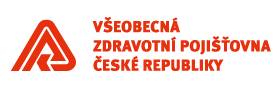 VŠEOBECNÁ
ZDRAVOTNÍ POJIŠŤOVNA
ČESKÉ REPUBLIKY